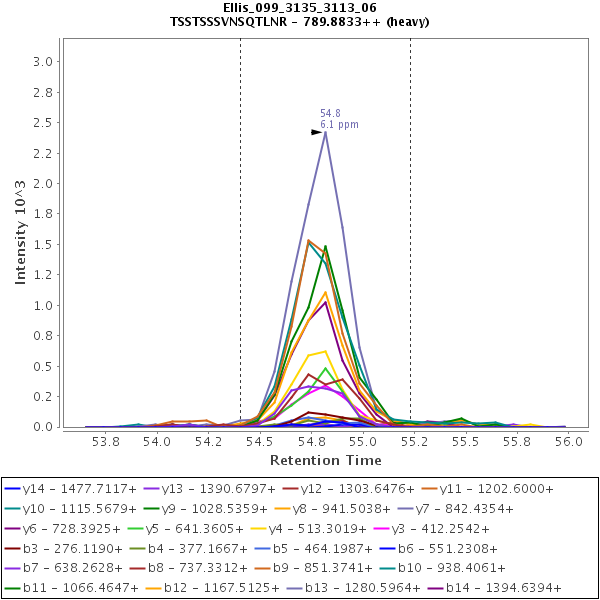 Ellis_099_3135_3113_06
TSSTSSSVNSQTLNR - 789.8833++ (heavy)
54.8
6.1 ppm
Intensity 10^3
3.0
2.8
2.5
2.2
2.0
1.8
1.5
1.2
1.0
0.8
0.5
0.2
0.0
53.8 54.0 54.2 54.5 54.8 55.0 55.2 55.5 55.8 56.0
Retention Time
y14 - 1477.7117+ y13 - 1390.6797+ y12 - 1303.6476+ y11 - 1202.6000+
y10 - 1115.5679+ y9 - 1028.5359+ y8 - 941.5038+ y7 - 842.4354+
y6 - 728.3925+ y5 - 641.3605+ y4 - 513.3019+ y3 - 412.2542+
b3 - 276.1190+ b4 - 377.1667+ b5 - 464.1987+ b6 - 551.2308+
b7 - 638.2628+ b8 - 737.3312+ b9 - 851.3741+ b10 - 938.4061+
b11 - 1066.4647+ b12 - 1167.5125+ b13 - 1280.5964+ b14 - 1394.6394+